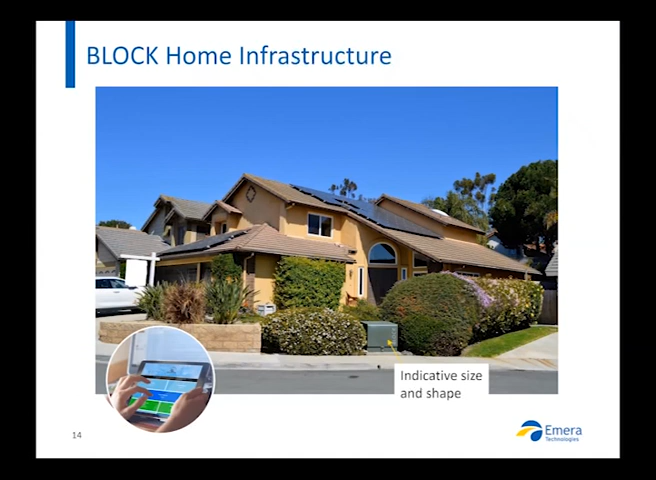 BLOCK Home Infrastructure
Indicative size
and shape
14
Emera
Technologies